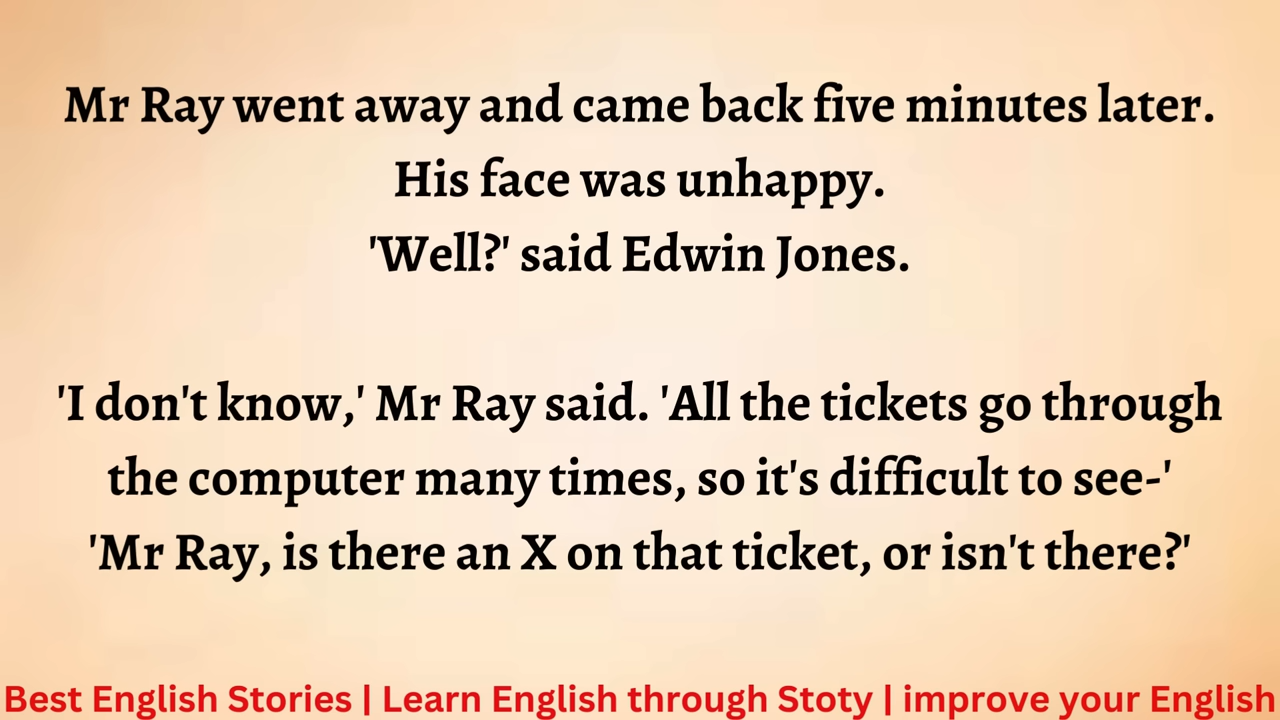 Mr Ray went away and came back five minutes later.
His face was unhappy.
'Well?' said Edwin Jones.
'I don't know,' Mr Ray said. 'All the tickets go through
the computer many times, so it's difficult to see-'
'Mr Ray, is there an X on that ticket, or isn't there?'
Best English Stories | Learn English through Stoty | improve your English